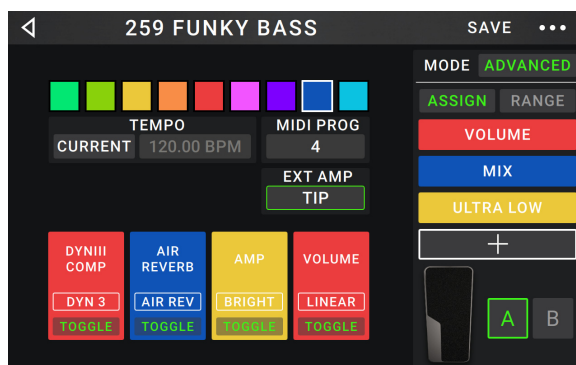 259 FUNKY BASS
SAVE
MODE ADVANCED
ASSIGN RANGE
TEMPO
CURRENT 120.00 BPM
MIDI PROG
4
EXT AMP
TIP
VOLUME
MIX
ULTRA LOW
+
DYNIII
COMP
DYN 3
TOGGLE
AIR
REVERB
AIR REV
TOGGLE
AMP
BRIGHT
TOGGLE
VOLUME
LINEAR
TOGGLE
A B